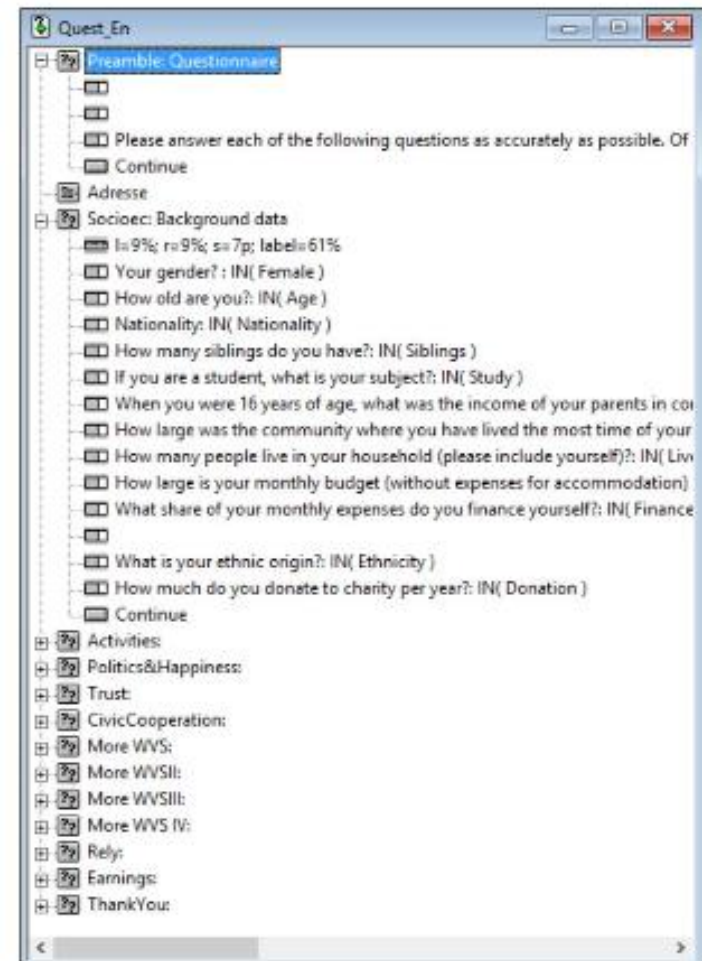 Quest_En
Preamble: Questionnaire
Please answer each of the following questions as accurately as possible. Of
Continue
Adresse
Socioec: Background data
l=9%; r=9%; s=7p; label=61%
Your gender? : IN( Female )
How old are you?: IN( Age )
Nationality: IN( Nationality )
How many siblings do you have?: IN( Siblings )
If you are a student, what is your subject?: IN( Study )
When you were 16 years of age, what was the income of your parents in co
How large was the community where you have lived the most time of your
How many people live in your household (please include yourself)?: IN( Liv
How large is your monthly budget (without expenses for accommodation)
What share of your monthly expenses do you finance yourself?: IN( Finance
What is your ethnic origin?: IN( Ethnicity )
How much do you donate to charity per year?: IN( Donation )
Continue
Activities:
Politics&Happiness:
Trust:
CivicCooperation:
More WVS:
More WVSII:
More WVSIII:
More WVS IV:
Rely:
Earnings:
ThankYou: